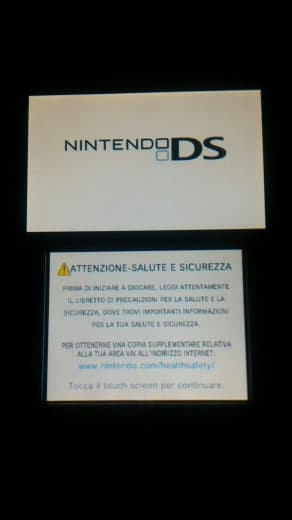 NINTENDO DS
ATTENZIONE-SALUTE E SICUREZZA
PRIMA DI INIZIARE A GIOCARE, LEGGI ATTENTAMENTE
IL LIBRETTO DI PRECAUZIONI PER LA SALUTE E LA
SICUREZZA, DOVE TROVI IMPORTANTI INFORMAZIONI
PER LA TUA SALUTE E SICUREZZA.
PER OTTENERNE UNA COPIA SUPPLEMENTARE RELATIVA
ALLA TUA AREA VAI ALL'INDIRIZZO INTERNET:
www.nintendo.com/healthsafety/
Tocca il touch screen per continuare.